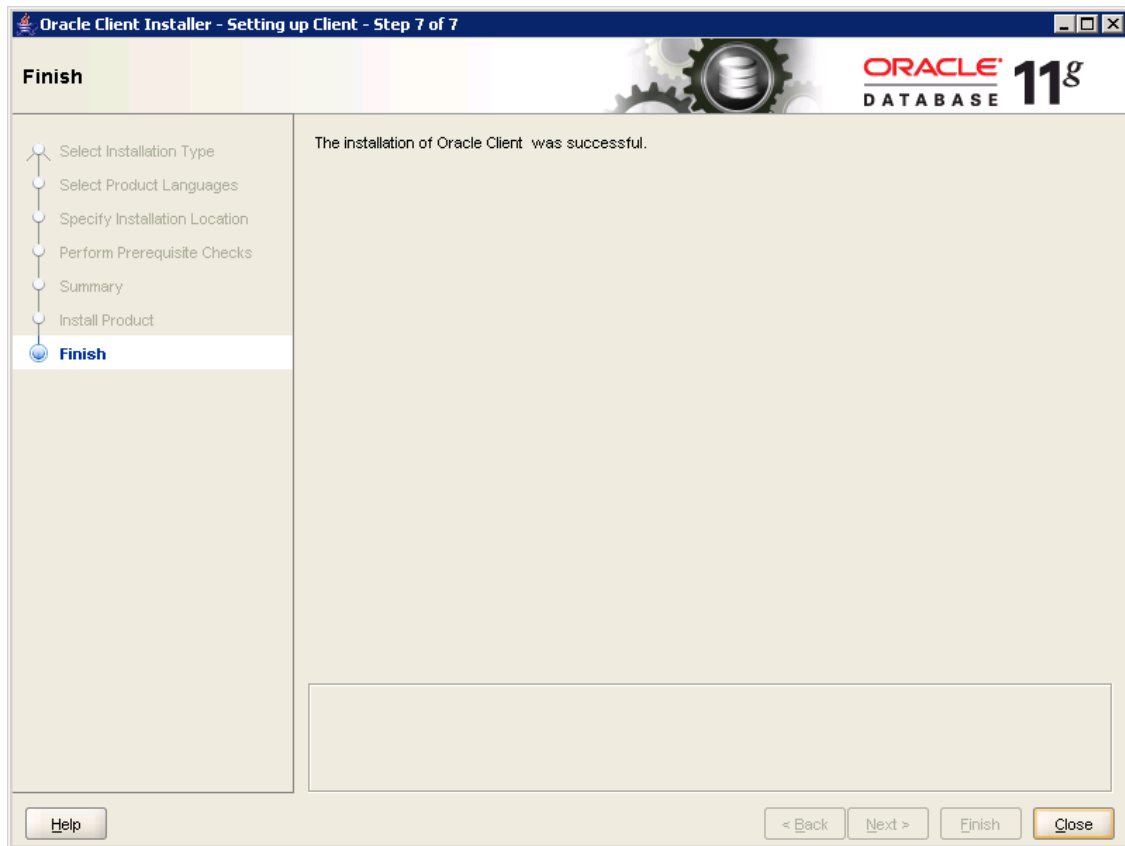 Oracle Client Installer - Setting up Client - Step 7 of 7
Finish
ORACLE
DATABASE
11g
Select Installation Type
Select Product Languages
Specify Installation Location
Perform Prerequisite Checks
Summary
Install Product
Finish
The installation of Oracle Client was successful.
Help
< Back
Next >
Finish
Close